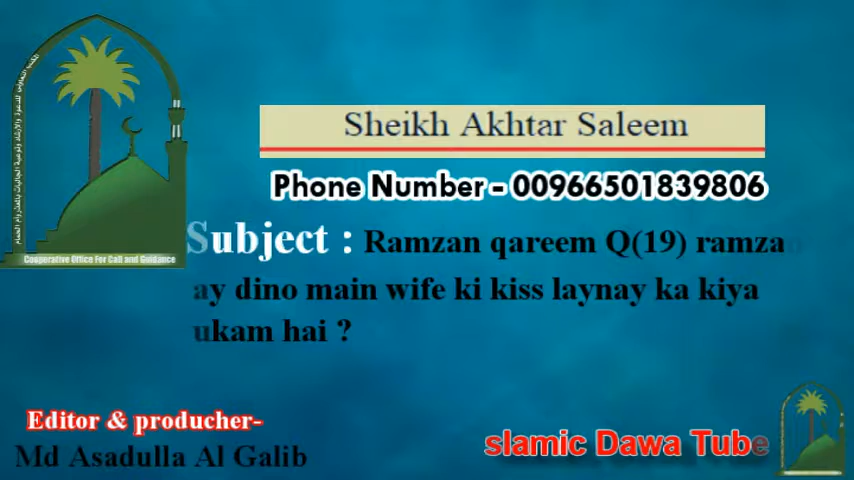 Sheikh Akhtar Saleem
Phone Number - 00966501839806
Subject : Ramzan qareem Q(19) ramza
ay dino main wife ki kiss laynay ka kiya
ukam hai ?
Cooperative Office For Call and Guidance
Editor & producher-
Md Asadulla Al Galib
slamic Dawa Tube